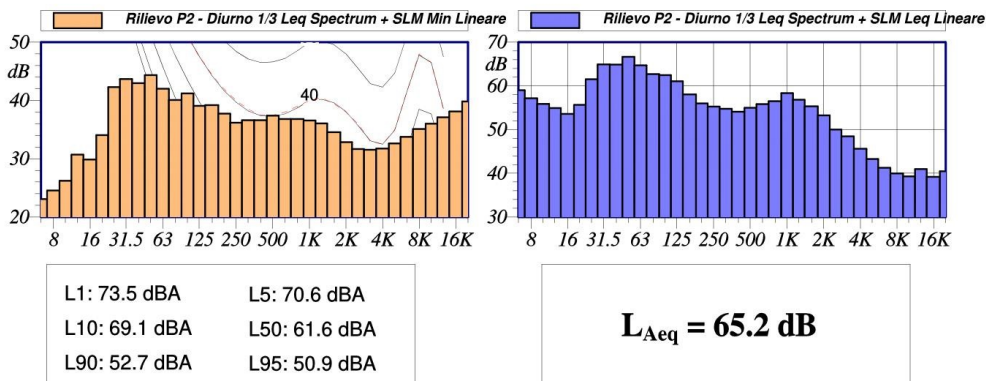 Rilievo P2 - Diurno 1/3 Leq Spectrum + SLM Min Lineare
50
dB
40
30
20
40
8 16 31.5 63 125 250 500 1K 2K 4K 8K 16K
Rilievo P2 - Diurno 1/3 Leq Spectrum + SLM Leq Lineare
70
dB
60
50
40
30
8 16 31.5 63 125 250 500 1K 2K 4K 8K 16K
L1: 73.5 dBA L5: 70.6 dBA
L10: 69.1 dBA L50: 61.6 dBA
L90: 52.7 dBA L95: 50.9 dBA
LAeq = 65.2 dB